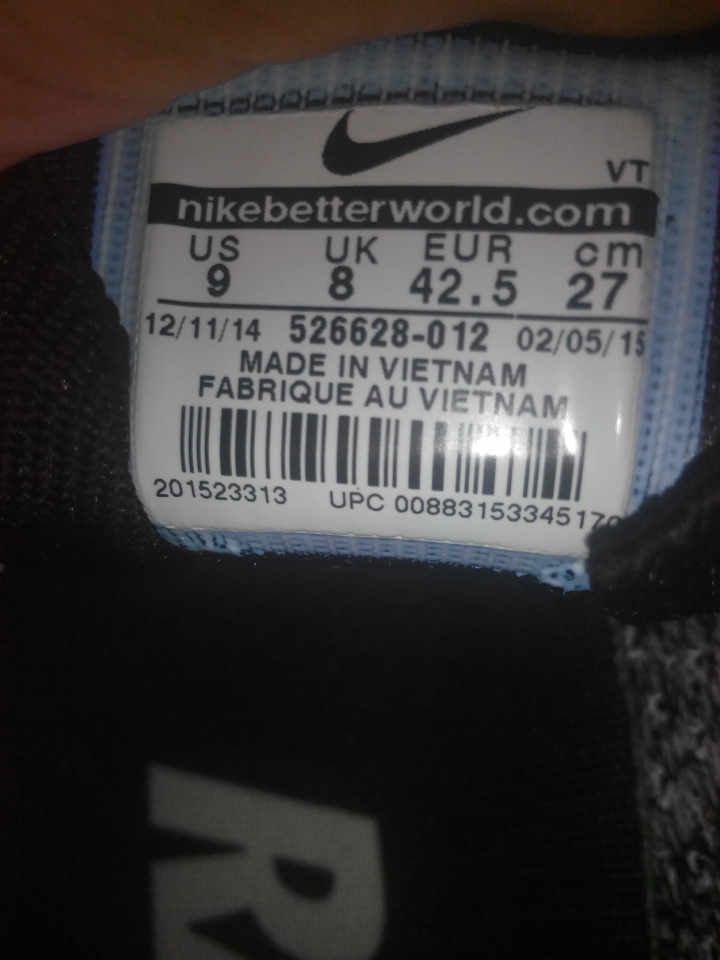 VT
nikebetterworld.com
US UK EUR cm
9 8 42.5 27
12/11/14 526628-012 02/05/15
MADE IN VIETNAM
FABRIQUE AU VIETNAM
201523313 UPC 00883153345179
R